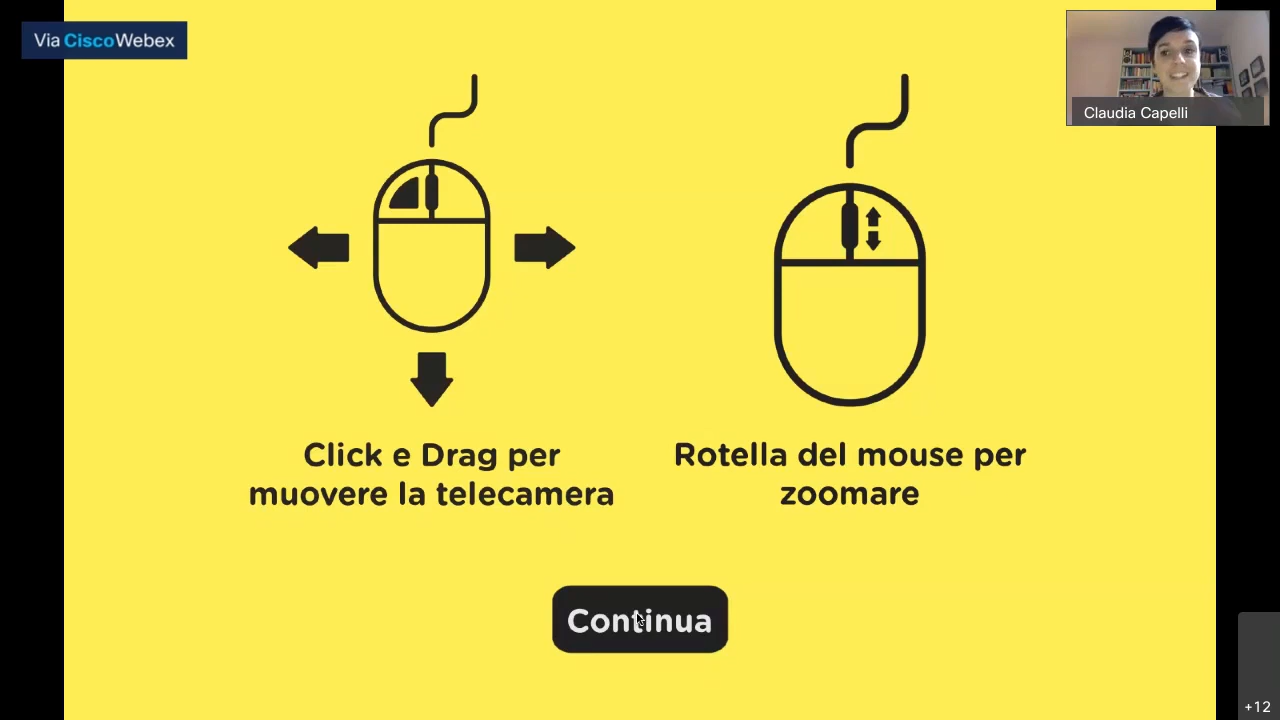 Via CiscoWebex
Claudia Capelli
Click e Drag per
muovere la telecamera
Rotella del mouse per
zoomare
Continua
+12